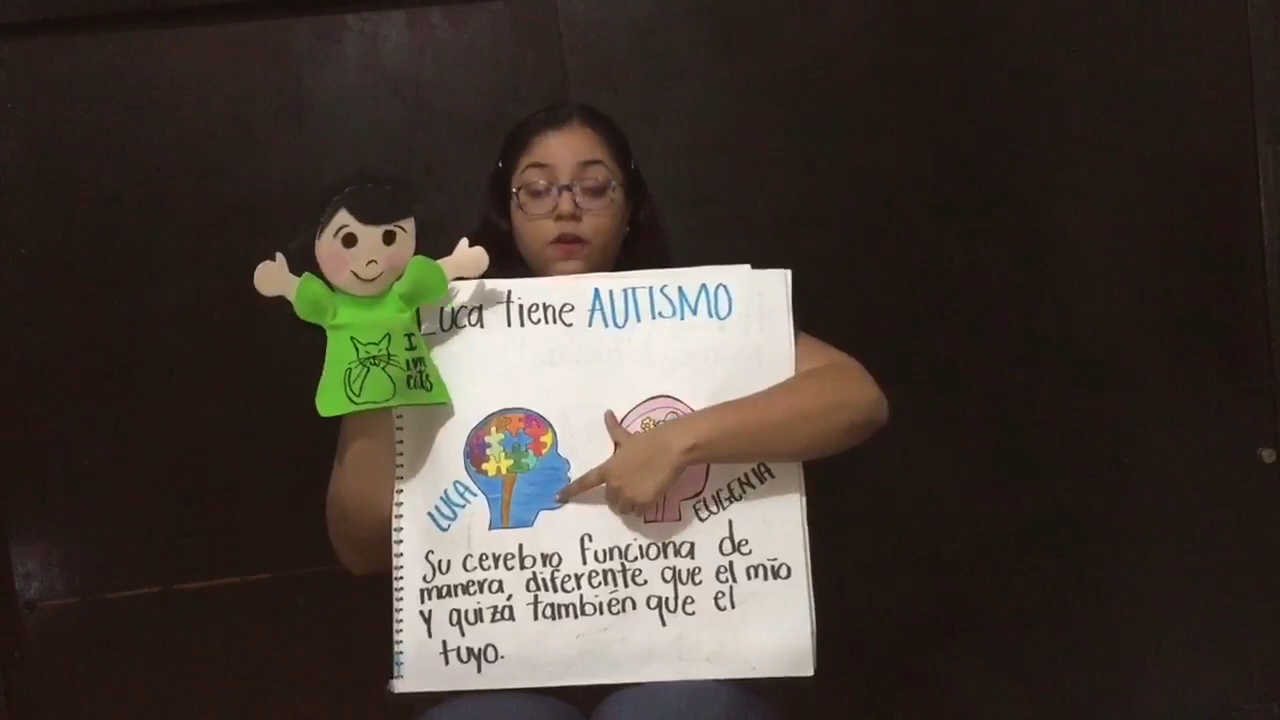 Luca tiene AUTISMO
I
LUCA
EUGENIA
Su cerebro funciona de
manera, diferente que el mío
y quizá también que el
tuyo.
cats